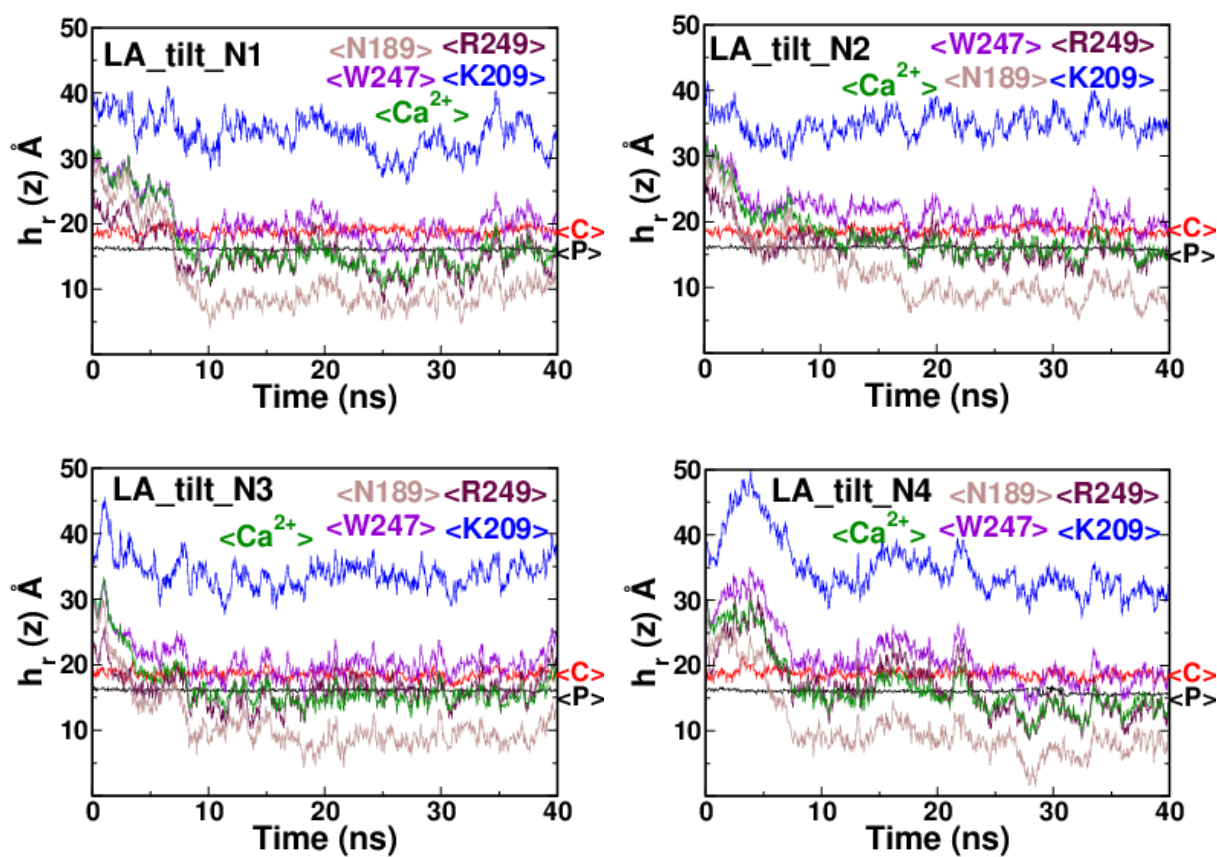 LA_tilt_N1
<N189> <R249>
<W247> <K209>
<Ca2+>
h_r (z) Å
50
40
30
20
10
<C>
<P>
0 10 20 30 40
Time (ns)
LA_tilt_N2
<W247> <R249>
<Ca2+> <N189> <K209>
h_r (z) Å
50
40
30
20
10
<C>
<P>
0 10 20 30 40
Time (ns)
LA_tilt_N3
<N189> <R249>
<Ca2+> <W247> <K209>
h_r (z) Å
50
40
30
20
10
<C>
<P>
0 10 20 30 40
Time (ns)
LA_tilt_N4
<N189> <R249>
<Ca2+> <W247> <K209>
h_r (z) Å
50
40
30
20
10
<C>
<P>
0 10 20 30 40
Time (ns)